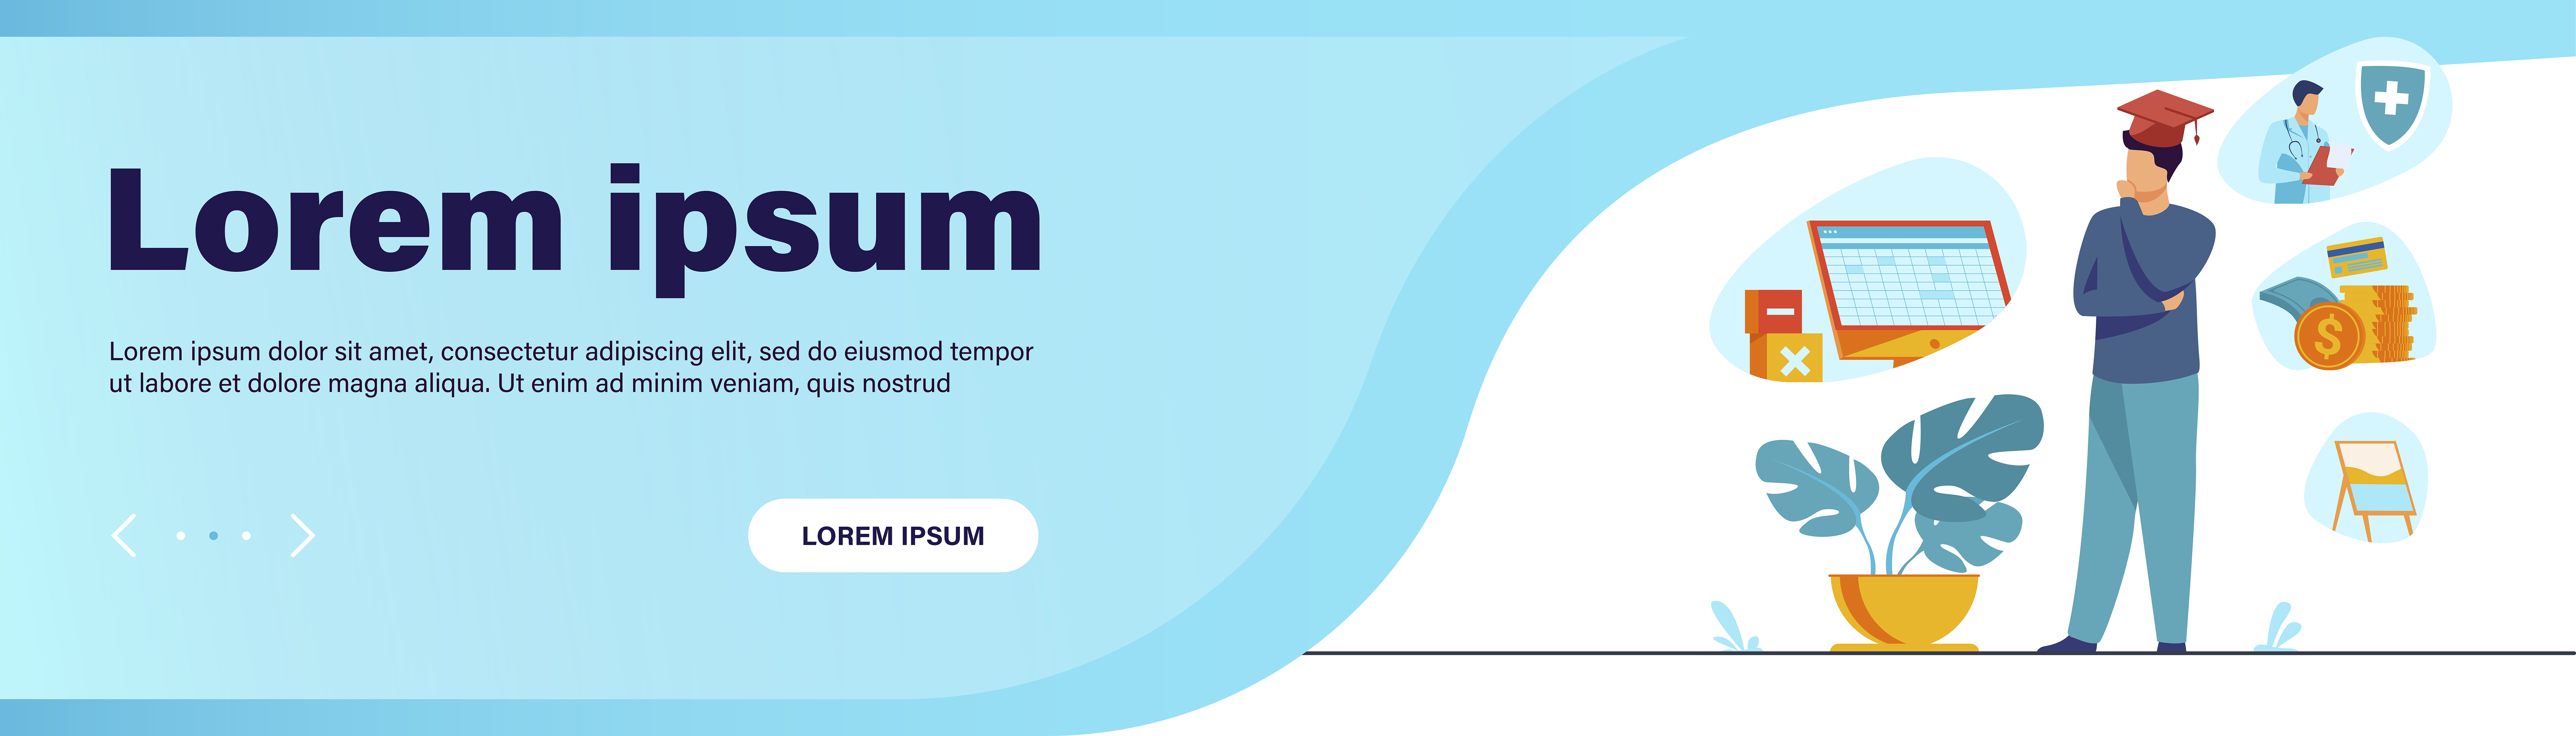 Lorem ipsum
Lorem ipsum dolor sit amet, consectetur adipiscing elit, sed do eiusmod tempor
ut labore et dolore magna aliqua. Ut enim ad minim veniam, quis nostrud
LOREM IPSUM
$